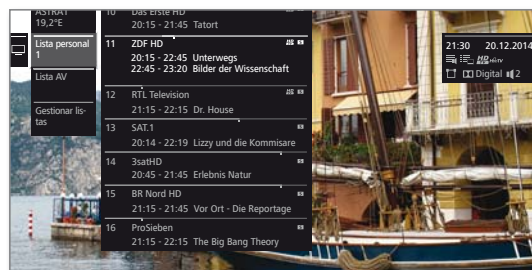 ASTRA1
19,2°E
Lista personal
1
Lista AV
Gestionar lis-
tas
10 Das Erste HD
20:15 - 21:45 Tatort
11 ZDF HD
20:15 - 22:45 Unterwegs
22:45 - 23:20 Bilder der Wissenschaft
12 RTL Television
21:15 - 22:15 Dr. House
13 SAT.1
20:14 - 22:19 Lizzy und die Kommisare
14 3satHD
20:45 - 21:45 Erlebnis Natur
15 BR Nord HD
21:15 - 21:45 Vor Ort - Die Reportage
16 ProSieben
21:15 - 22:15 The Big Bang Theory
21:30 20.12.2014
Digital 2